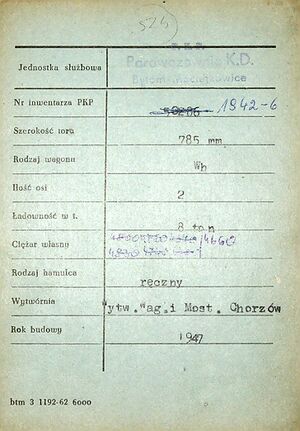 P.K.P.
Parowozownia K.D.
Jednostka służbowa
Bytom-Maciejkowice
Nr inwentarza PKP 1942-6
Szerokość toru 785 mm
Rodzaj wagonu Wh
Ilość osi 2
Ładowność w t. 8 ton
Ciężar własny 4660
Rodzaj hamulca ręczny
Wytwórnia Wytw.Wag.i Most. Chorzów
Rok budowy 1947
btm 3 1192-62 6000